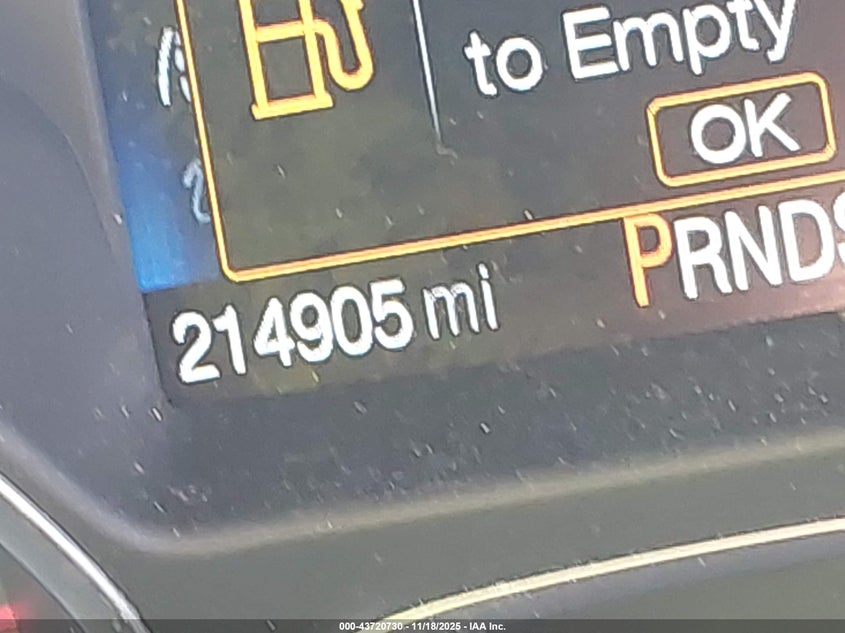 to Empty
OK
PRNDS
214905 mi
000-43720730 - 11/18/2025 - IAA Inc.